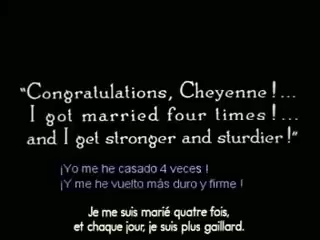 "Congratulations, Cheyenne!...
I got married four times!...
and I get stronger and sturdier!"
¡Yo me he casado 4 veces !
¡Y me he vuelto más duro y firme !
Je me suis marié quatre fois,
et chaque jour, je suis plus gaillard.